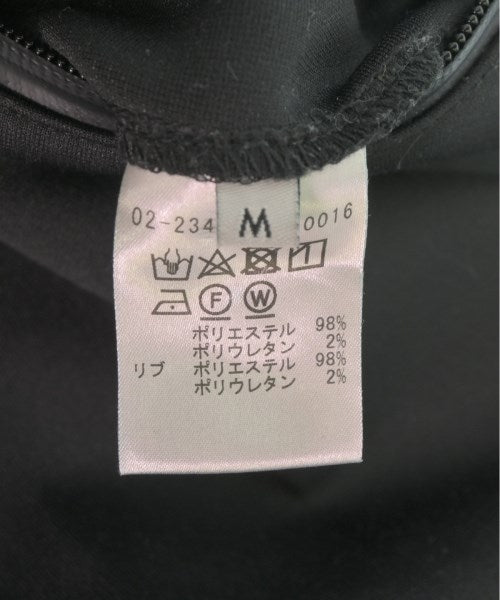 02-234 M 0016
F W
ポリエステル 98%
ポリウレタン 2%
リブ ポリエステル 98%
ポリウレタン 2%